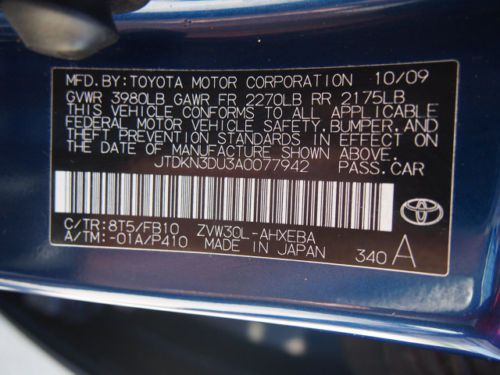 MFD.BY:TOYOTA MOTOR CORPORATION 10/09
GVWR 3980LB GAWR FR 2270LB RR 2175LB
THIS VEHICLE CONFORMS TO ALL APPLICABLE
FEDERAL MOTOR VEHICLE SAFETY, BUMPER, AND
THEFT PREVENTION STANDARDS IN EFFECT ON
THE DATE OF MANUFACTURE SHOWN ABOVE.
JTDKN3DU3A0077942 PASS.CAR
C/TR:8T5/FB10 ZVW30L-AHXEBA
A/TM:-01A/P410 MADE IN JAPAN 340 A